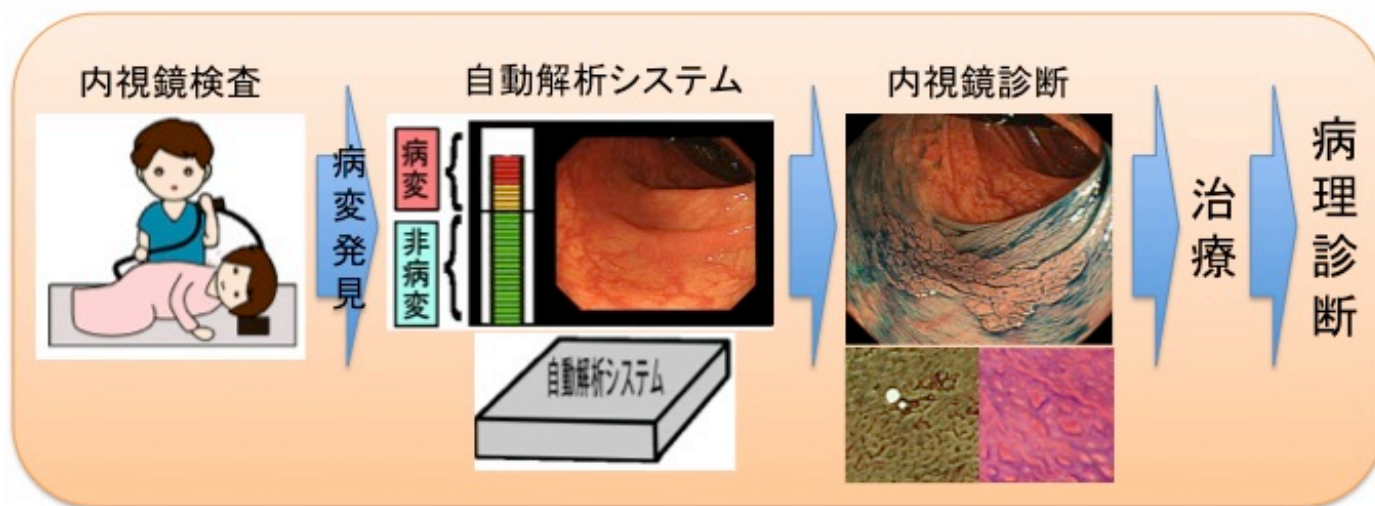 内視鏡検査
病変発見
自動解析システム
病変
非病変
自動解析システム
内視鏡診断
治療
病理診断